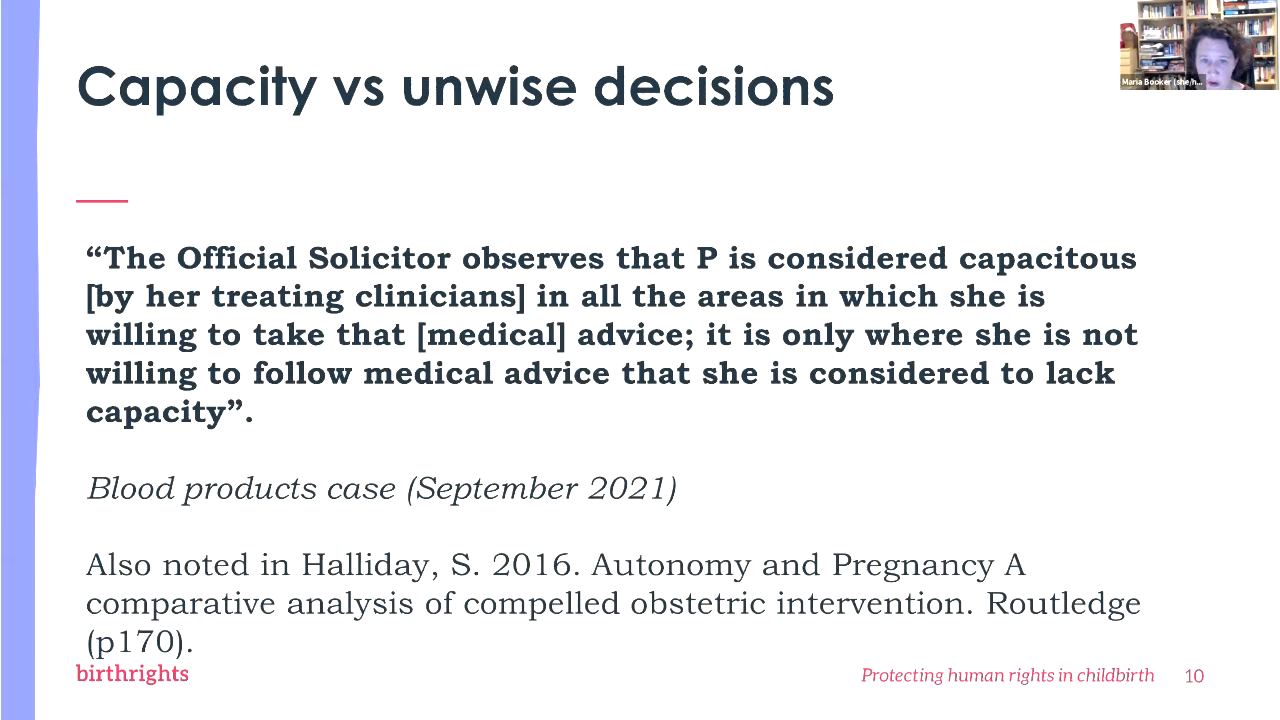 Maria Booker (she/h...
Capacity vs unwise decisions
“The Official Solicitor observes that P is considered capacitous
[by her treating clinicians] in all the areas in which she is
willing to take that [medical] advice; it is only where she is not
willing to follow medical advice that she is considered to lack
capacity”.
Blood products case (September 2021)
Also noted in Halliday, S. 2016. Autonomy and Pregnancy A
comparative analysis of compelled obstetric intervention. Routledge
(p170).
birthrights
Protecting human rights in childbirth 10